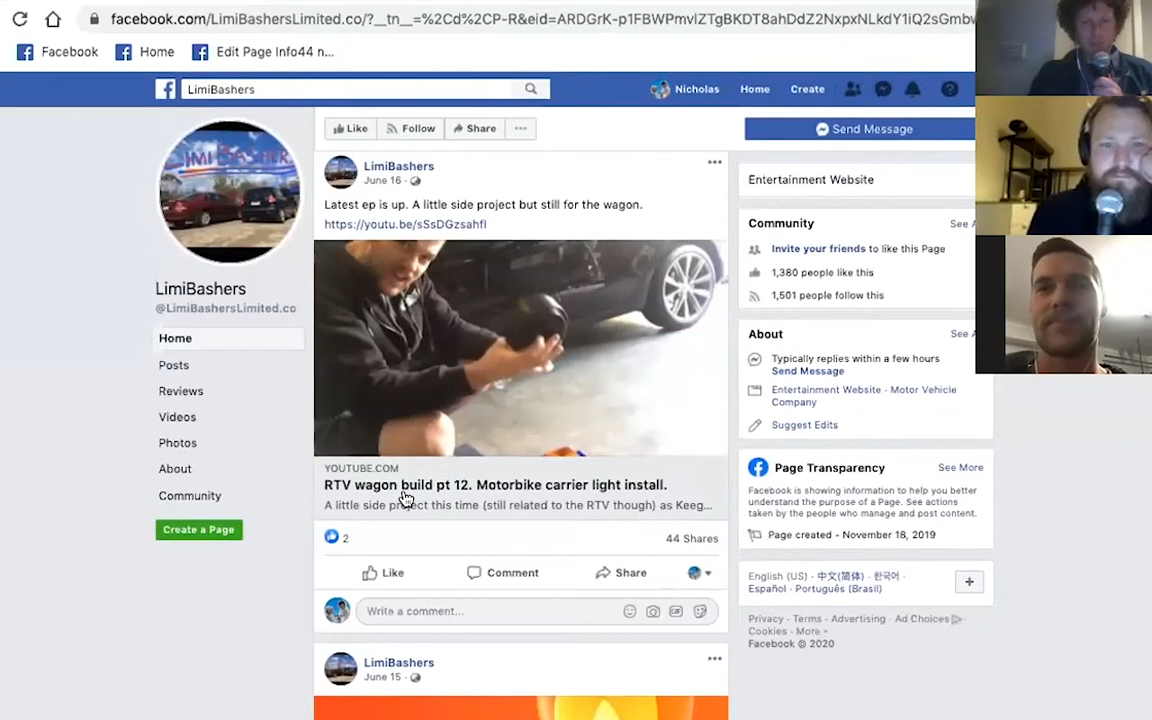 facebook.com/LimiBashersLimited.co/?__tn__=%2Cd%2CP-R&eid=ARDGrK-p1FBWPmvlZTgBKDT8ahDdZ2NxpxNLkdY1iQ2sGmbw
Facebook Home Edit Page Info44 n...
LimiBashers
Nicholas Home Create
LIMIBASHERS
LimiBashers
@LimiBashersLimited.co
Home
Posts
Reviews
Videos
Photos
About
Community
Create a Page
Like Follow Share ...
LimiBashers
June 16 ·
Latest ep is up. A little side project but still for the wagon.
https://youtu.be/sSsDGzsahfI
YOUTUBE.COM
RTV wagon build pt 12. Motorbike carrier light install.
A little side project this time (still related to the RTV though) as Keeg...
2 44 Shares
Like Comment Share
Write a comment...
GIF
LimiBashers
June 15 ·
Send Message
Entertainment Website
Community See A
Invite your friends to like this Page
1,380 people like this
1,501 people follow this
About See A
Typically replies within a few hours
Send Message
Entertainment Website · Motor Vehicle
Company
Suggest Edits
Page Transparency See More
Facebook is showing information to help you better
understand the purpose of a Page. See actions
taken by the people who manage and post content.
Page created - November 18, 2019
English (US) · 中文(简体) · 한국어 ·
Español · Português (Brasil)
Privacy · Terms · Advertising · Ad Choices
Cookies · More
Facebook © 2020